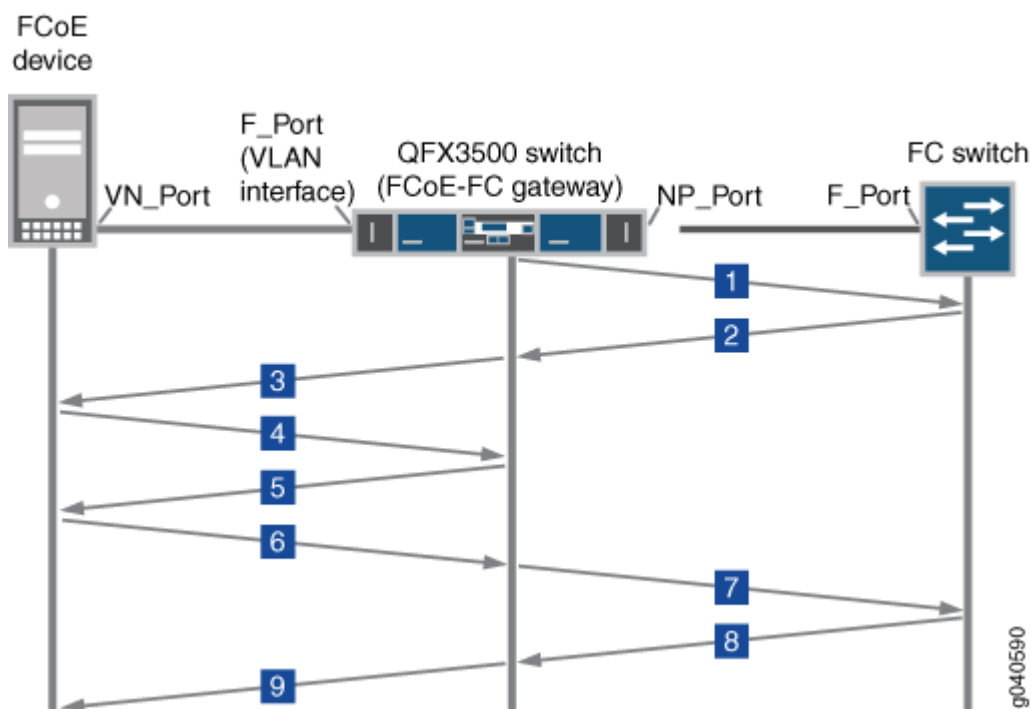 FCoE
device
F_Port
(VLAN
interface)
QFX3500 switch
(FCoE-FC gateway)
FC switch
VN_Port
NP_Port
F_Port
1
2
3
4
5
6
7
8
9
g040590